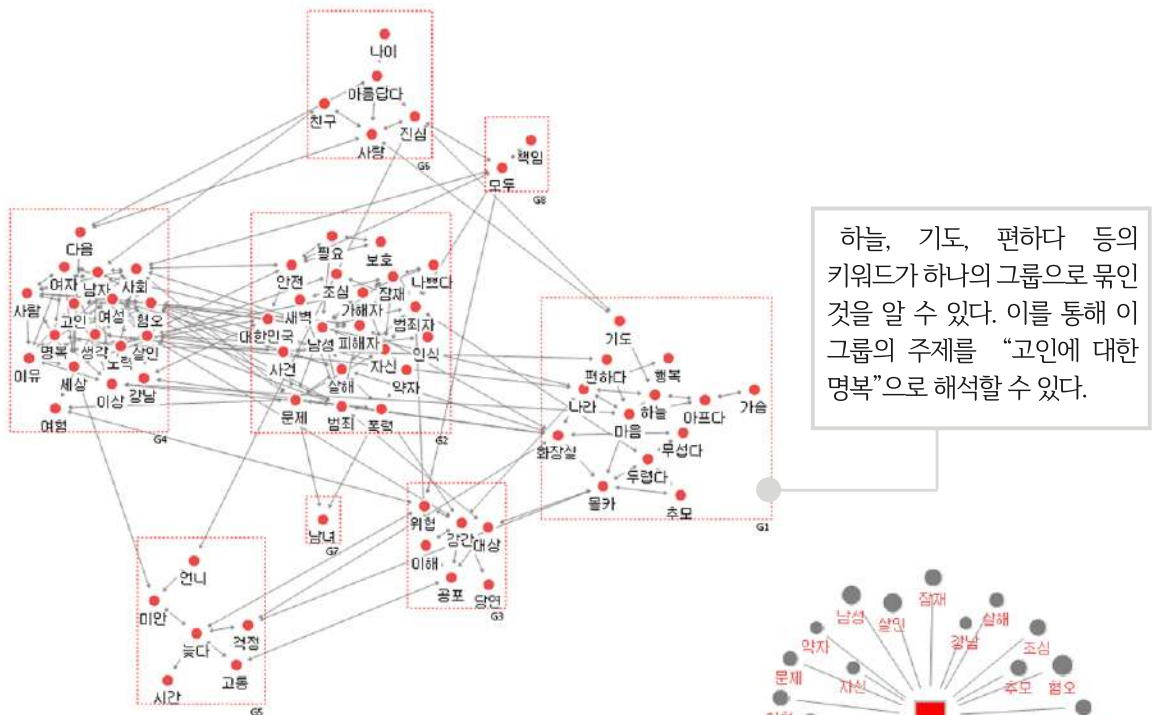 나이
아름답다
친구
진심
사랑
G6
책임
모두
G8
다음
여자
남자
사회
사람
고인
여성
혐오
명복
생각
노력
살인
이유
세상
이상
강남
여혐
G4
필요
보호
안전
조심
잠재
나쁘다
새벽
가해자
범죄자
대한민국
남성
피해자
인식
사건
자신
살해
약자
문제
범죄
폭력
G2
기도
편하다
행복
나라
하늘
아프다
가슴
마음
화장실
무섭다
두렵다
몰카
추모
G1
하늘, 기도, 편하다 등의
키워드가 하나의 그룹으로 묶인
것을 알 수 있다. 이를 통해 이
그룹의 주제를 “고인에 대한
명복”으로 해석할 수 있다.
남녀
G7
위험
강간
대상
이해
공포
당연
G3
언니
미안
늦다
걱정
고통
시간
G5
잠재
남성
살인
살해
강남
약자
조심
문제
자신
추모
혐오